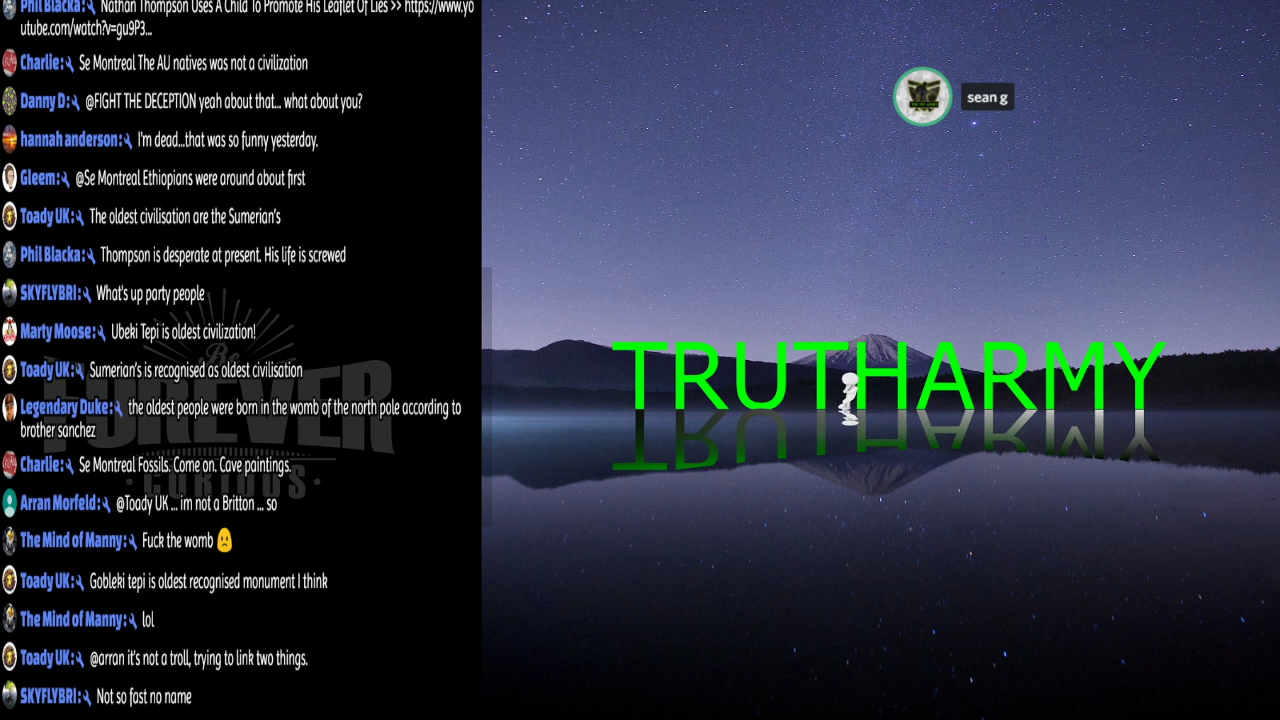 Phil Blacka: Nathan Thompson Uses A Child To Promote His Leaflet Of Lies >> https://www.yo
utube.com/watch?v=gu9P3...
Charlie: Se Montreal The AU natives was not a civilization
Danny D: @FIGHT THE DECEPTION yeah about that... what about you?
hannah anderson: I'm dead...that was so funny yesterday.
Gleem: @Se Montreal Ethiopians were around about first
Toady UK: The oldest civilisation are the Sumerian's
Phil Blacka: Thompson is desperate at present. His life is screwed
SKYFLYBRI: What's up party people
Marty Moose: Ubeki Tepi is oldest civilization!
Toady UK: Sumerian's is recognised as oldest civilisation
Legendary Duke: the oldest people were born in the womb of the north pole according to
brother sanchez
Charlie: Se Montreal Fossils. Come on. Cave paintings.
Arran Morfeld: @Toady UK ... im not a Britton ... so
The Mind of Manny: Fuck the womb 🙁
Toady UK: Gobleki tepi is oldest recognised monument I think
The Mind of Manny: lol
Toady UK: @arran it's not a troll, trying to link two things.
SKYFLYBRI: Not so fast no name
Be
FOREVER
CURIOUS
sean g
TRUTHARMY